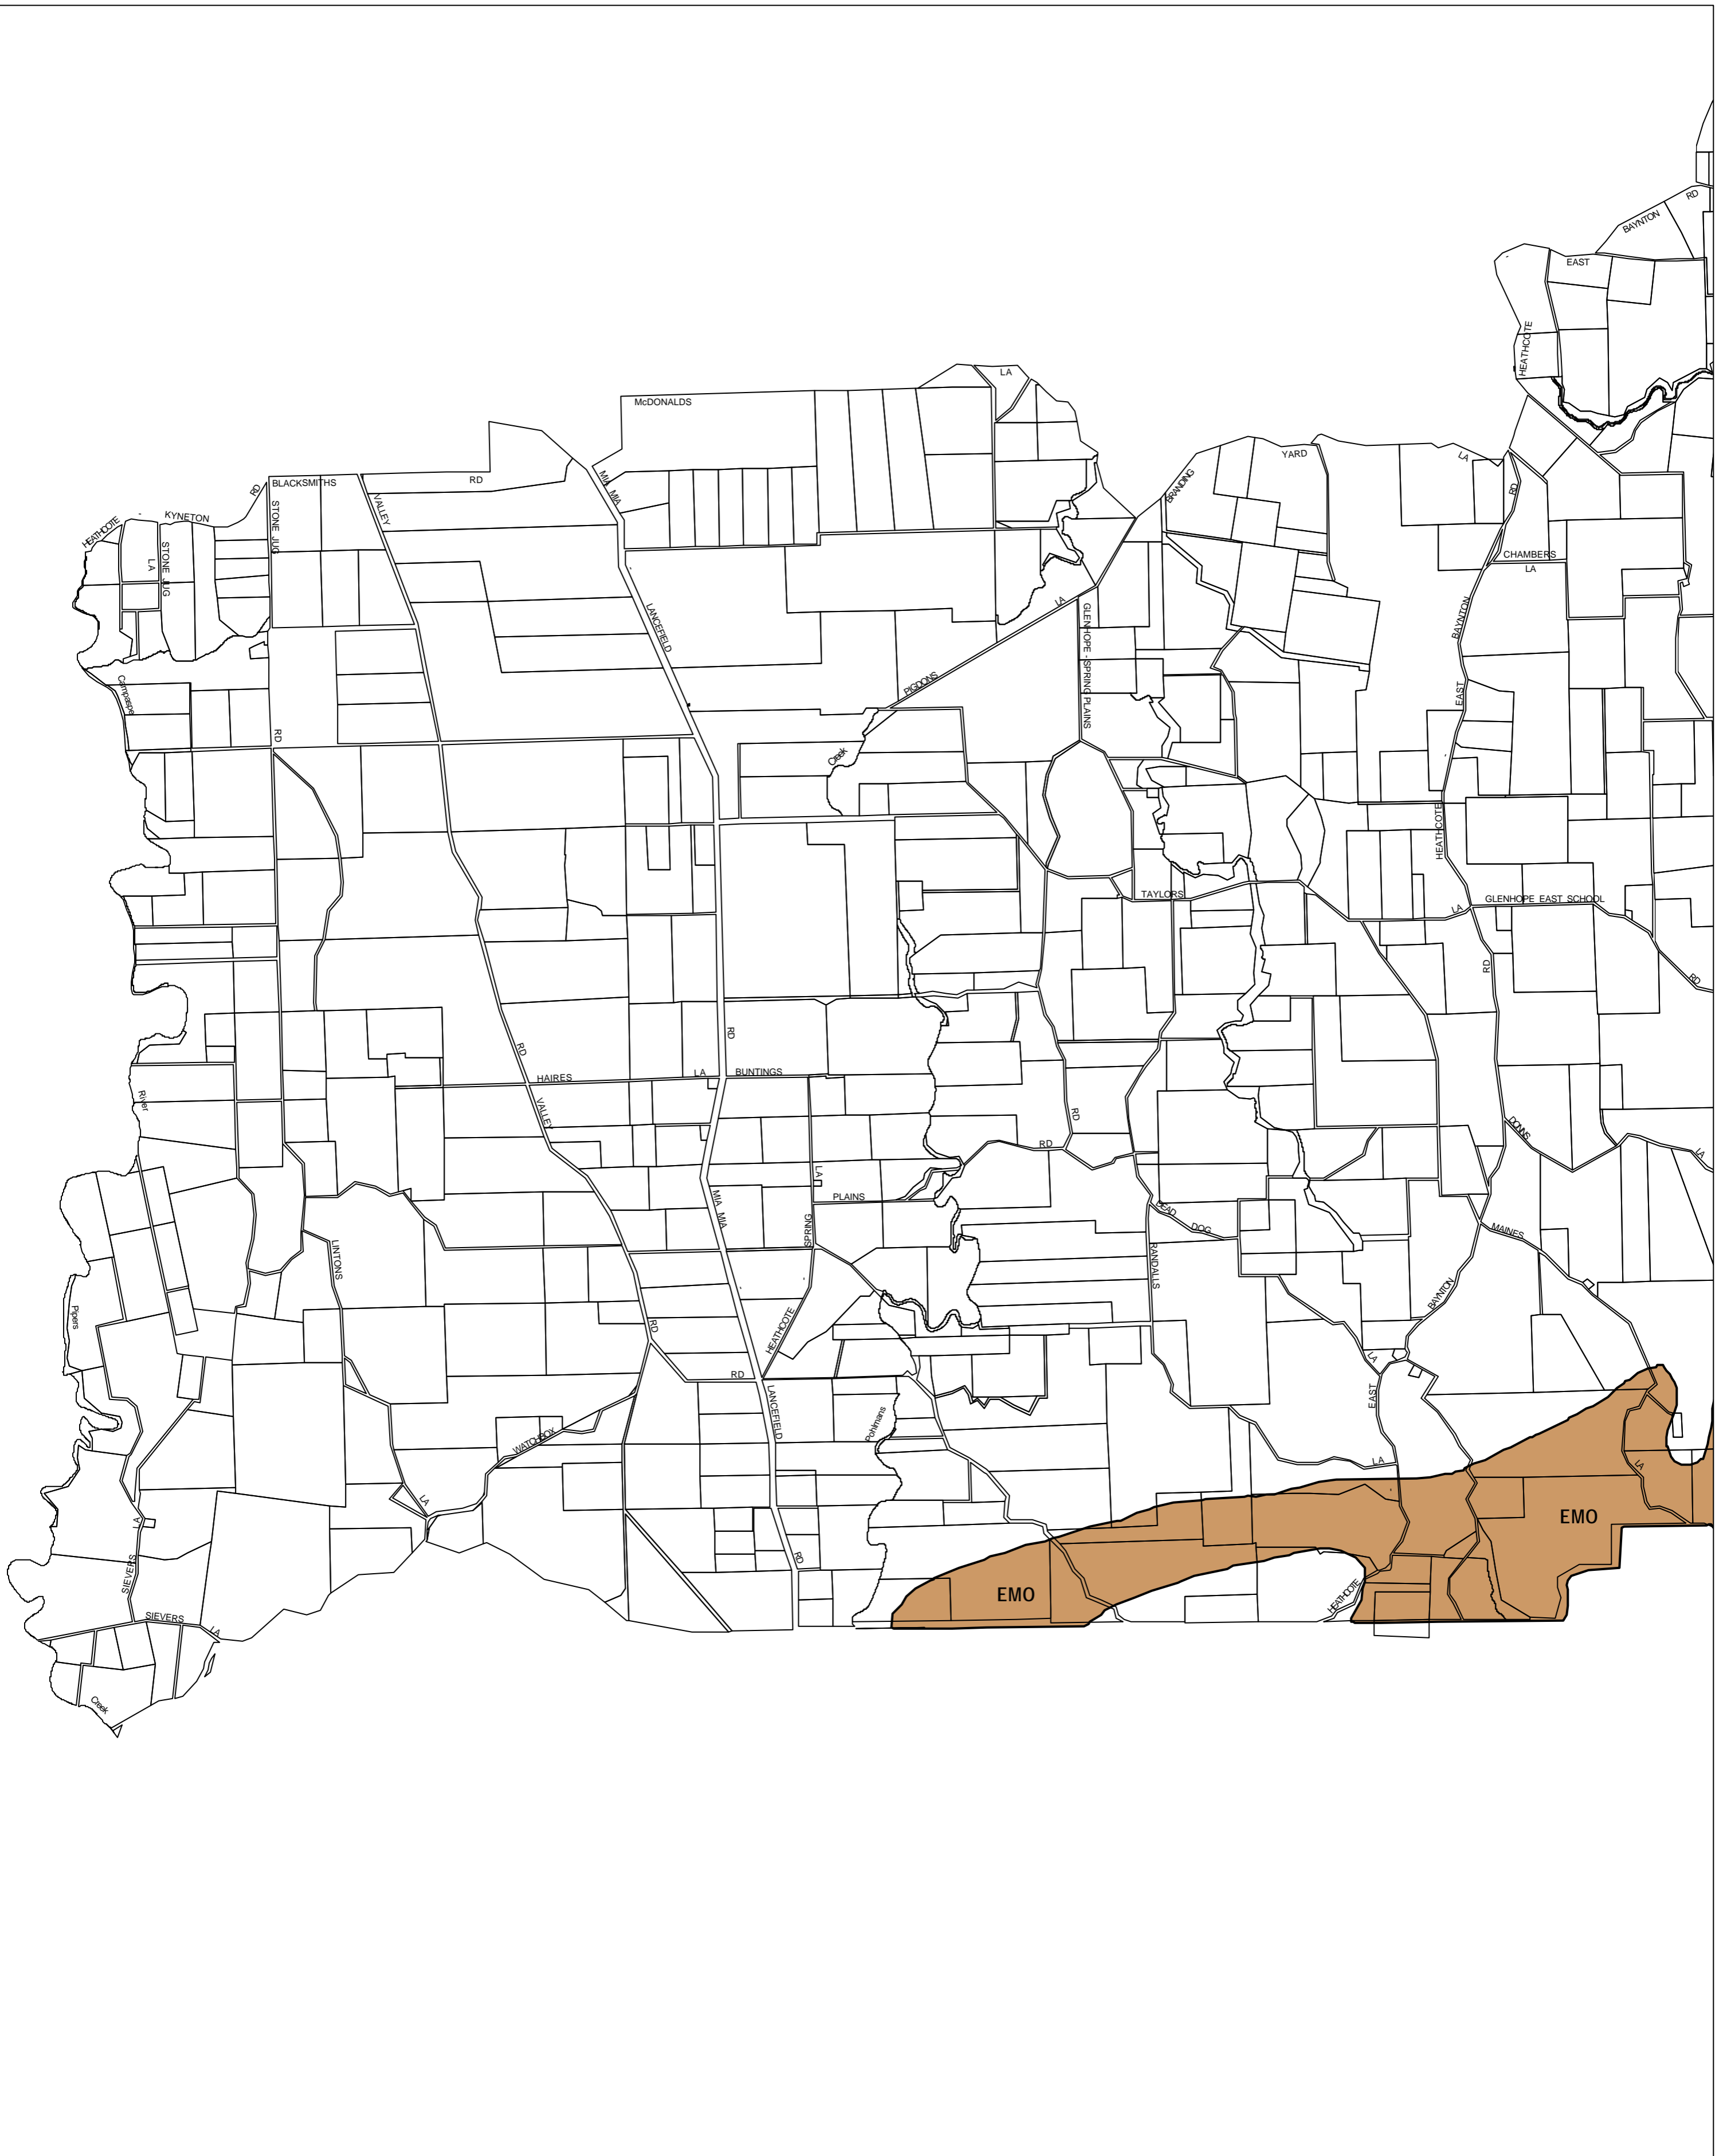 RD
BAYNTON
EAST
HEATHCOTE
LA
McDONALDS
YARD
LA
BRANDING
MIA MIA
RD
BLACKSMITHS
RD
VALLEY
RD
KYNETON
HEATHCOTE
STONE JUG
STONE JUG
LA
CHAMBERS
LA
LANCEFIELD
LA
GLENHOPE - SPRING PLAINS
BAYNTON
PIGDONS
EAST
Campaspe
RD
Creek
HEATHCOTE
TAYLORS
LA
GLENHOPE EAST SCHOOL
RD
RD
RD
RD
HAIRES
LA
BUNTINGS
River
VALLEY
RD
DONNS
RD
LA
LA
PLAINS
MIA MIA
SPRING
DEAD
DOG
MAINES
LINTONS
RANDALLS
BAYNTON
Pipers
HEATHCOTE
RD
RD
LA
EAST
LANCEFIELD
Pohlmans
WATCHBOX
LA
LA
LA
EMO
LA
RD
SIEVERS
EMO
HEATHCOTE
SIEVERS
LA
Creek